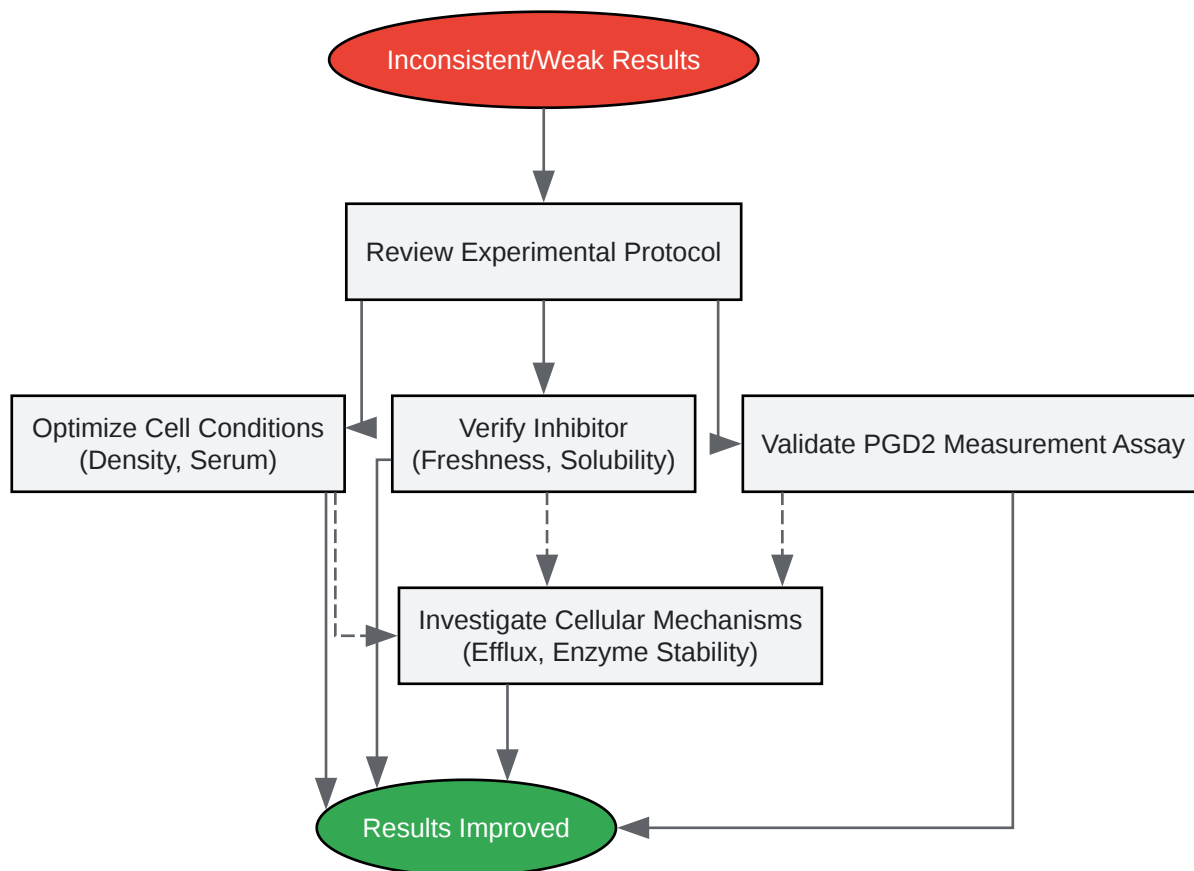 Inconsistent/Weak Results
Review Experimental Protocol
Optimize Cell Conditions
(Density, Serum)
Verify Inhibitor
(Freshness, Solubility)
Validate PGD2 Measurement Assay
Investigate Cellular Mechanisms
(Efflux, Enzyme Stability)
Results Improved